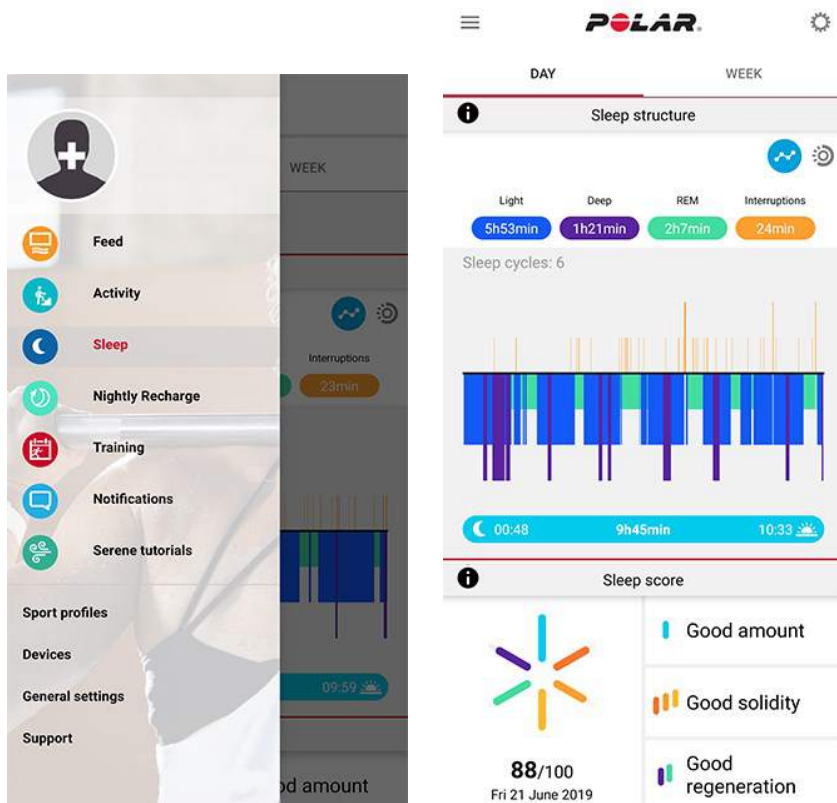 WEEK
Feed
Activity
Sleep
Interruptions
Nightly Recharge
23min
Training
Notifications
Serene tutorials
Sport profiles
Devices
09:59
General settings
Support
od amount
POLAR.
DAY WEEK
Sleep structure
Light Deep REM Interruptions
5h53min 1h21min 2h7min 24min
Sleep cycles: 6
00:48 9h45min 10:33
Sleep score
Good amount
Good solidity
88/100
Fri 21 June 2019
Good
regeneration